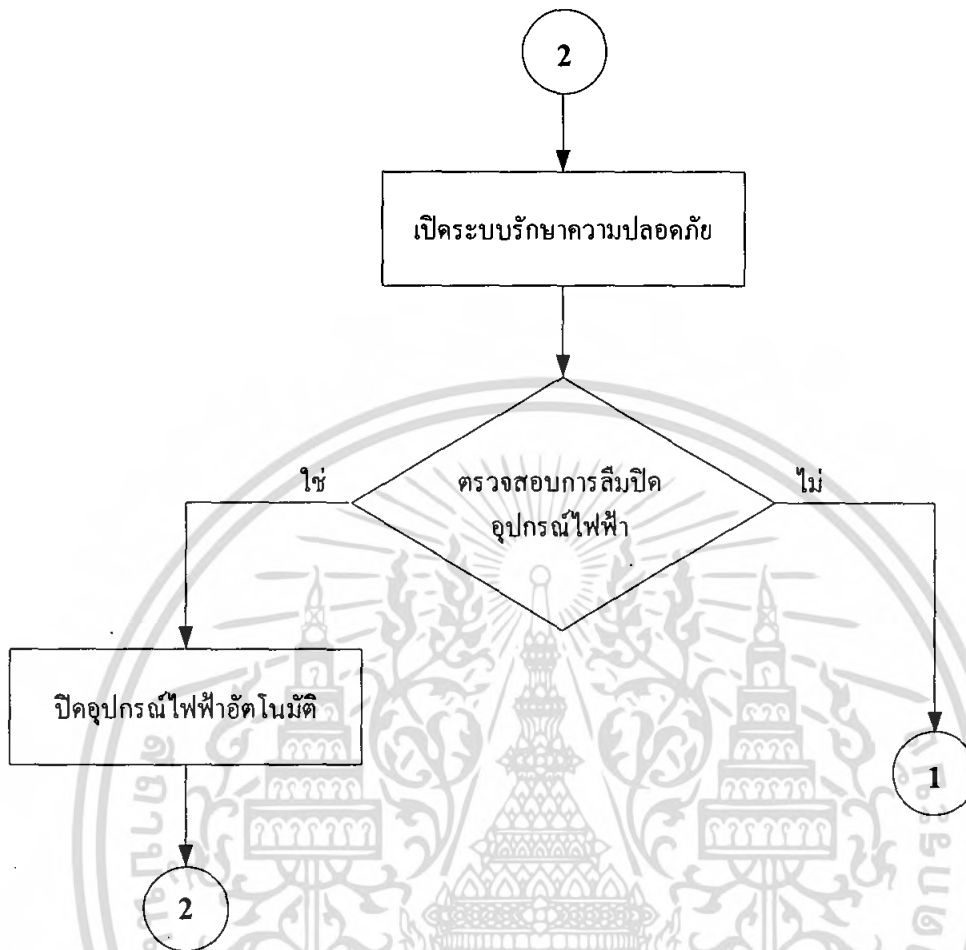 2
เปิดระบบรักษาความปลอดภัย
ใช่
ตรวจสอบการลืมปิด
อุปกรณ์ไฟฟ้า
ไม่
ปิดอุปกรณ์ไฟฟ้าอัตโนมัติ
1
2